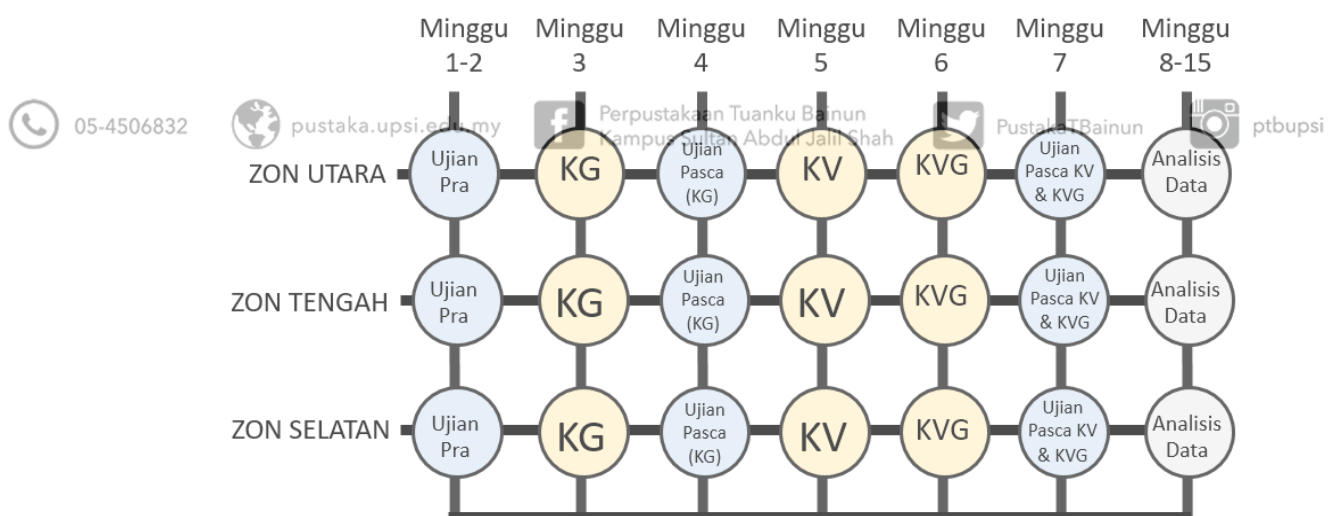 Minggu Minggu Minggu Minggu Minggu Minggu Minggu
1-2 3 4 5 6 7 8-15
05-4506832 pustaka.upsi.edu.my Perpustakaan Tuanku Bainun PustakaTBainun ptbupsi
Kampus Sultan Abdul Jalil Shah
ZON UTARA
Ujian
Pra
KG
Ujian
Pasca
(KG)
KV
KVG
Ujian
Pasca KV
& KVG
Analisis
Data
ZON TENGAH
Ujian
Pra
KG
Ujian
Pasca
(KG)
KV
KVG
Ujian
Pasca KV
& KVG
Analisis
Data
ZON SELATAN
Ujian
Pra
KG
Ujian
Pasca
(KG)
KV
KVG
Ujian
Pasca KV
& KVG
Analisis
Data